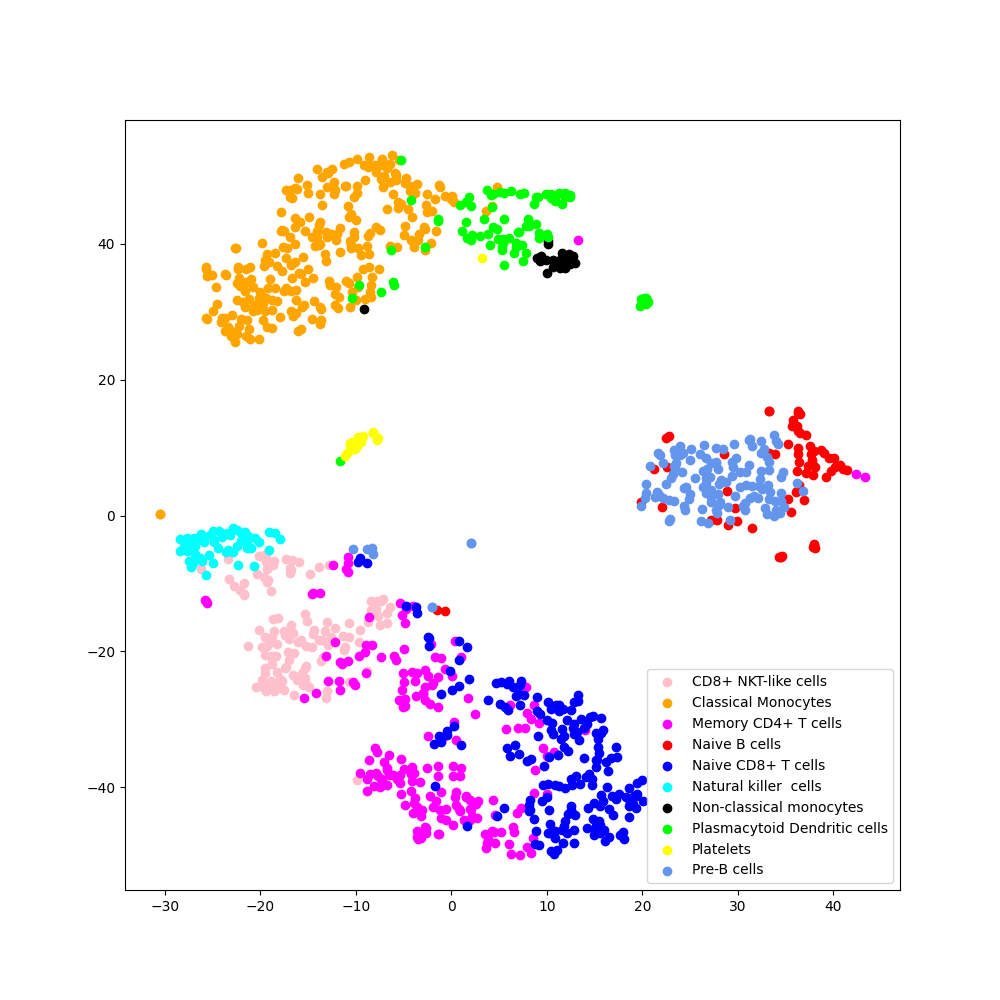 40
20
0
−20
−40
−30
−20
−10
0
10
20
30
40
CD8+ NKT-like cells
Classical Monocytes
Memory CD4+ T cells
Naive B cells
Naive CD8+ T cells
Natural killer  cells
Non-classical monocytes
Plasmacytoid Dendritic cells
Platelets
Pre-B cells